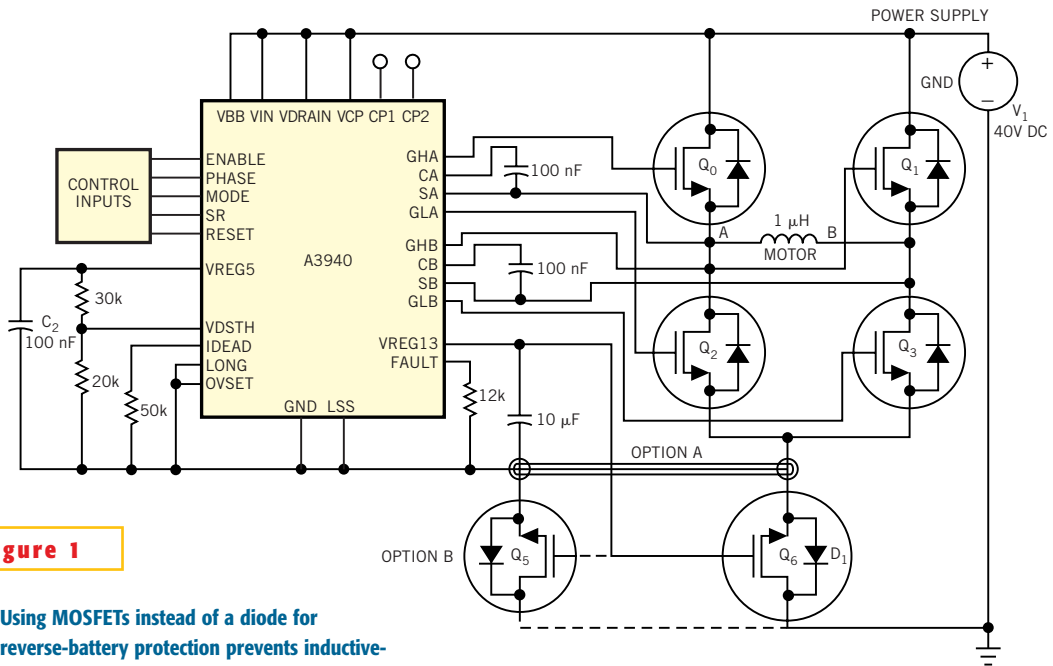 POWER SUPPLY
GND
+
−
V1
40V DC
VBB VIN VDRAIN VCP CP1 CP2
CONTROL
INPUTS
ENABLE
PHASE
MODE
SR
RESET
VREG5
VDSTH
IDEAD
LONG
OVSET
A3940
GHA
CA
SA
GLA
GHB
CB
SB
GLB
VREG13
FAULT
GND LSS
100 nF
100 nF
Q0
Q1
A
1 μH
B
MOTOR
Q2
Q3
C2
100 nF
30k
20k
50k
12k
10 μF
OPTION A
OPTION B
Q5
Q6
D1
gure 1
Using MOSFETs instead of a diode for
reverse-battery protection prevents inductive-